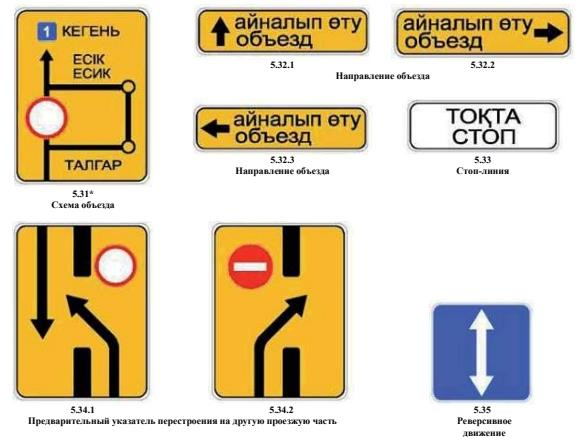 1 КЕГЕНЬ
ЕСІК
ЕСИК
ТАЛГАР
5.31*
Схема объезда
айналып өту
объезд
5.32.1
айналып өту
объезд
5.32.2
Направление объезда
айналып өту
объезд
5.32.3
Направление объезда
ТОҚТА
СТОП
5.33
Стоп-линия
5.34.1
5.34.2
Предварительный указатель перестроения на другую проезжую часть
5.35
Реверсивное
движение